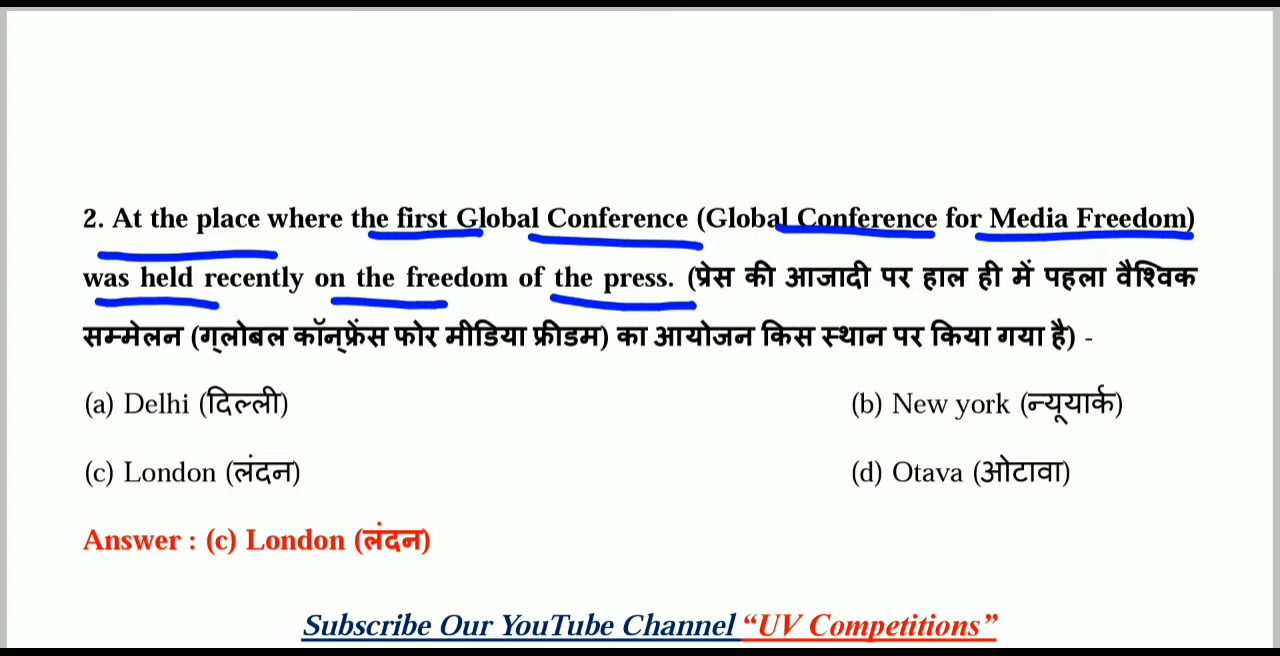 2. At the place where the first Global Conference (Global Conference for Media Freedom)
was held recently on the freedom of the press. (प्रेस की आजादी पर हाल ही में पहला वैश्विक
सम्मेलन (ग्लोबल कॉन्फ्रेंस फोर मीडिया फ्रीडम) का आयोजन किस स्थान पर किया गया है) -
(a) Delhi (दिल्ली) (b) New york (न्यूयार्क)
(c) London (लंदन) (d) Otava (ओटावा)
Answer : (c) London (लंदन)
Subscribe Our YouTube Channel “UV Competitions”